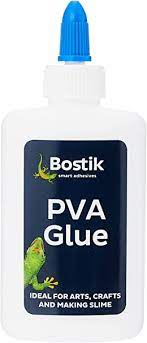 Bostik
smart adhesives
PVA
Glue
IDEAL FOR ARTS, CRAFTS
AND MAKING SLIME